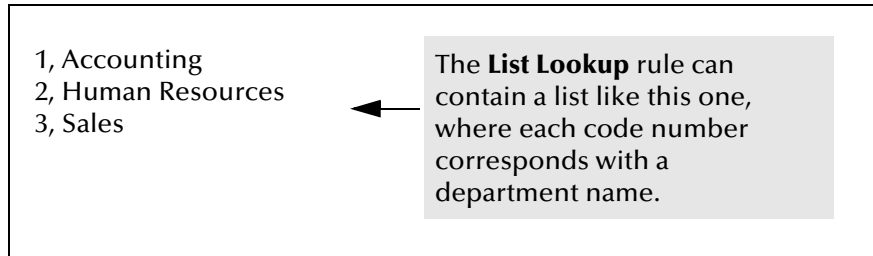 1, Accounting
2, Human Resources
3, Sales
The List Lookup rule can
contain a list like this one,
where each code number
corresponds with a
department name.